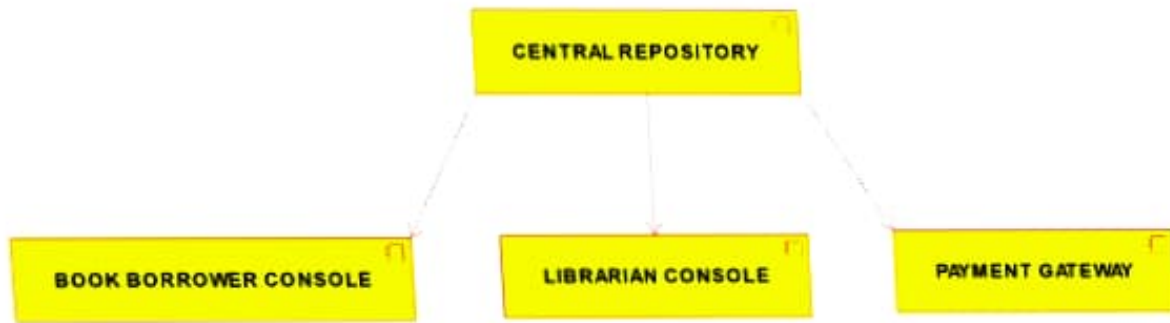 CENTRAL REPOSITORY
BOOK BORROWER CONSOLE
LIBRARIAN CONSOLE
PAYMENT GATEWAY